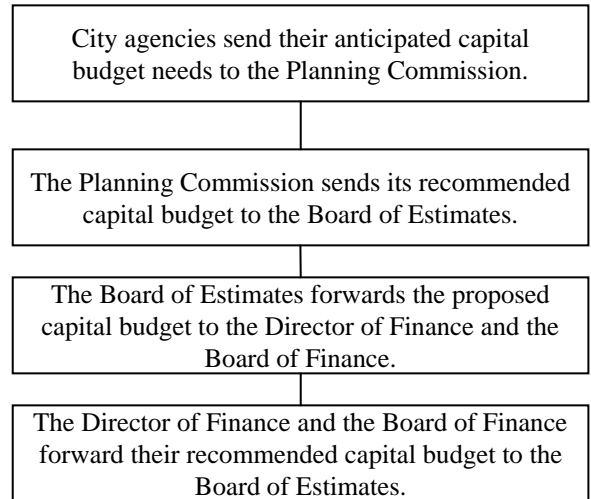 City agencies send their anticipated capital
budget needs to the Planning Commission.
The Planning Commission sends its recommended
capital budget to the Board of Estimates.
The Board of Estimates forwards the proposed
capital budget to the Director of Finance and the
Board of Finance.
The Director of Finance and the Board of Finance
forward their recommended capital budget to the
Board of Estimates.